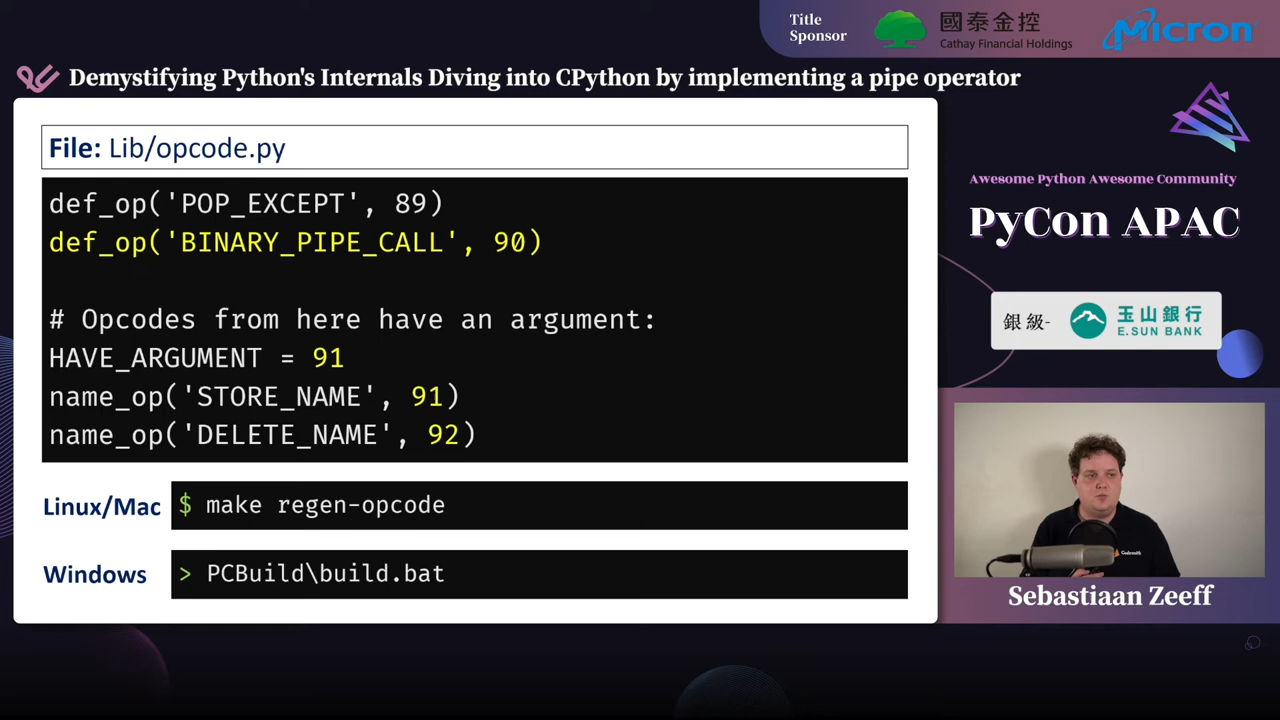 Title
Sponsor
國泰金控
Cathay Financial Holdings
Micron
Demystifying Python's Internals Diving into CPython by implementing a pipe operator
File: Lib/opcode.py
def_op('POP_EXCEPT', 89)
def_op('BINARY_PIPE_CALL', 90)
# Opcodes from here have an argument:
HAVE_ARGUMENT = 91
name_op('STORE_NAME', 91)
name_op('DELETE_NAME', 92)
Linux/Mac
$ make regen-opcode
Windows
> PCBuild\build.bat
Awesome Python Awesome Community
PyCon APAC
銀級-
玉山銀行
E.SUN BANK
Sebastiaan Zeeff